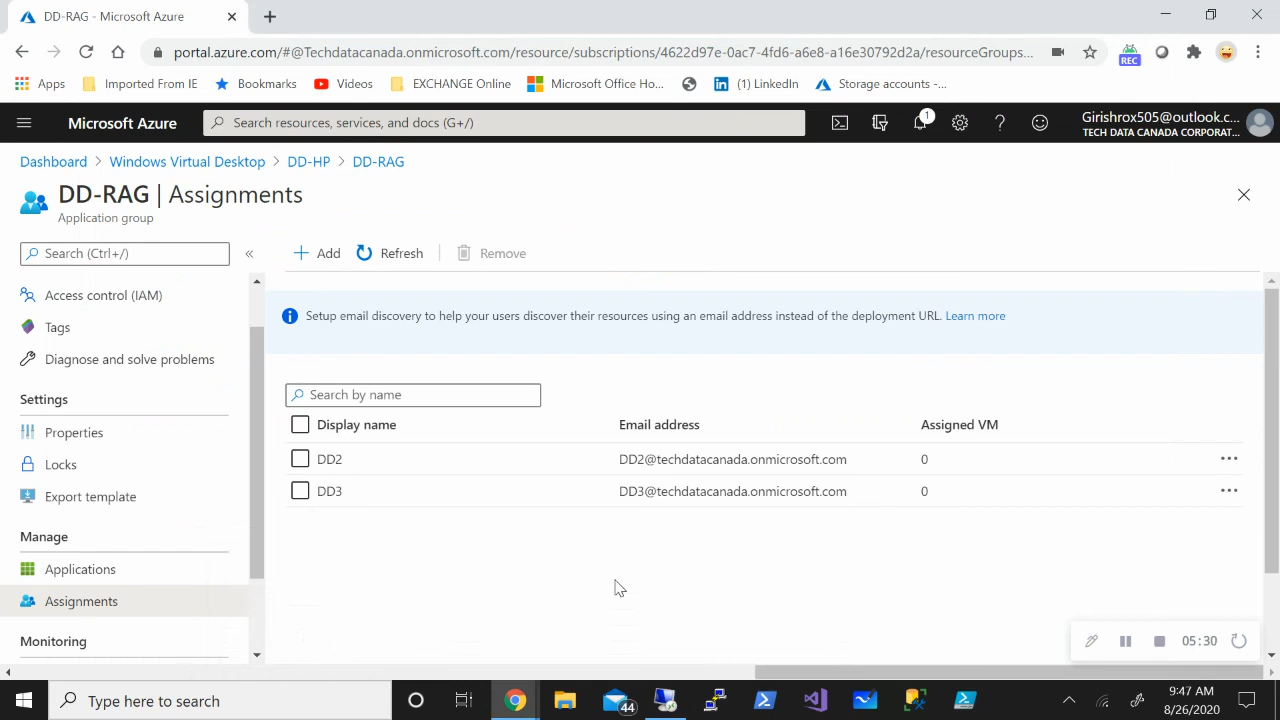 DD-RAG - Microsoft Azure
portal.azure.com/#@Techdatacanada.onmicrosoft.com/resource/subscriptions/4622d97e-0ac7-4fd6-a6e8-a16e30792d2a/resourceGroups...
REC
Apps Imported From IE Bookmarks Videos EXCHANGE Online Microsoft Office Ho... (1) LinkedIn Storage accounts -...
Microsoft Azure Search resources, services, and docs (G+/) 1 Girishrox505@outlook.c...
TECH DATA CANADA CORPORAT...
Dashboard > Windows Virtual Desktop > DD-HP > DD-RAG
DD-RAG | Assignments
Application group
Search (Ctrl+/) « Add Refresh Remove
Access control (IAM)
Tags
Diagnose and solve problems
Settings
Properties
Locks
Export template
Manage
Applications
Assignments
Monitoring
Setup email discovery to help your users discover their resources using an email address instead of the deployment URL. Learn more
Search by name
Display name Email address Assigned VM
DD2 DD2@techdatacanada.onmicrosoft.com 0
DD3 DD3@techdatacanada.onmicrosoft.com 0
05:30
Type here to search 44 9:47 AM
8/26/2020